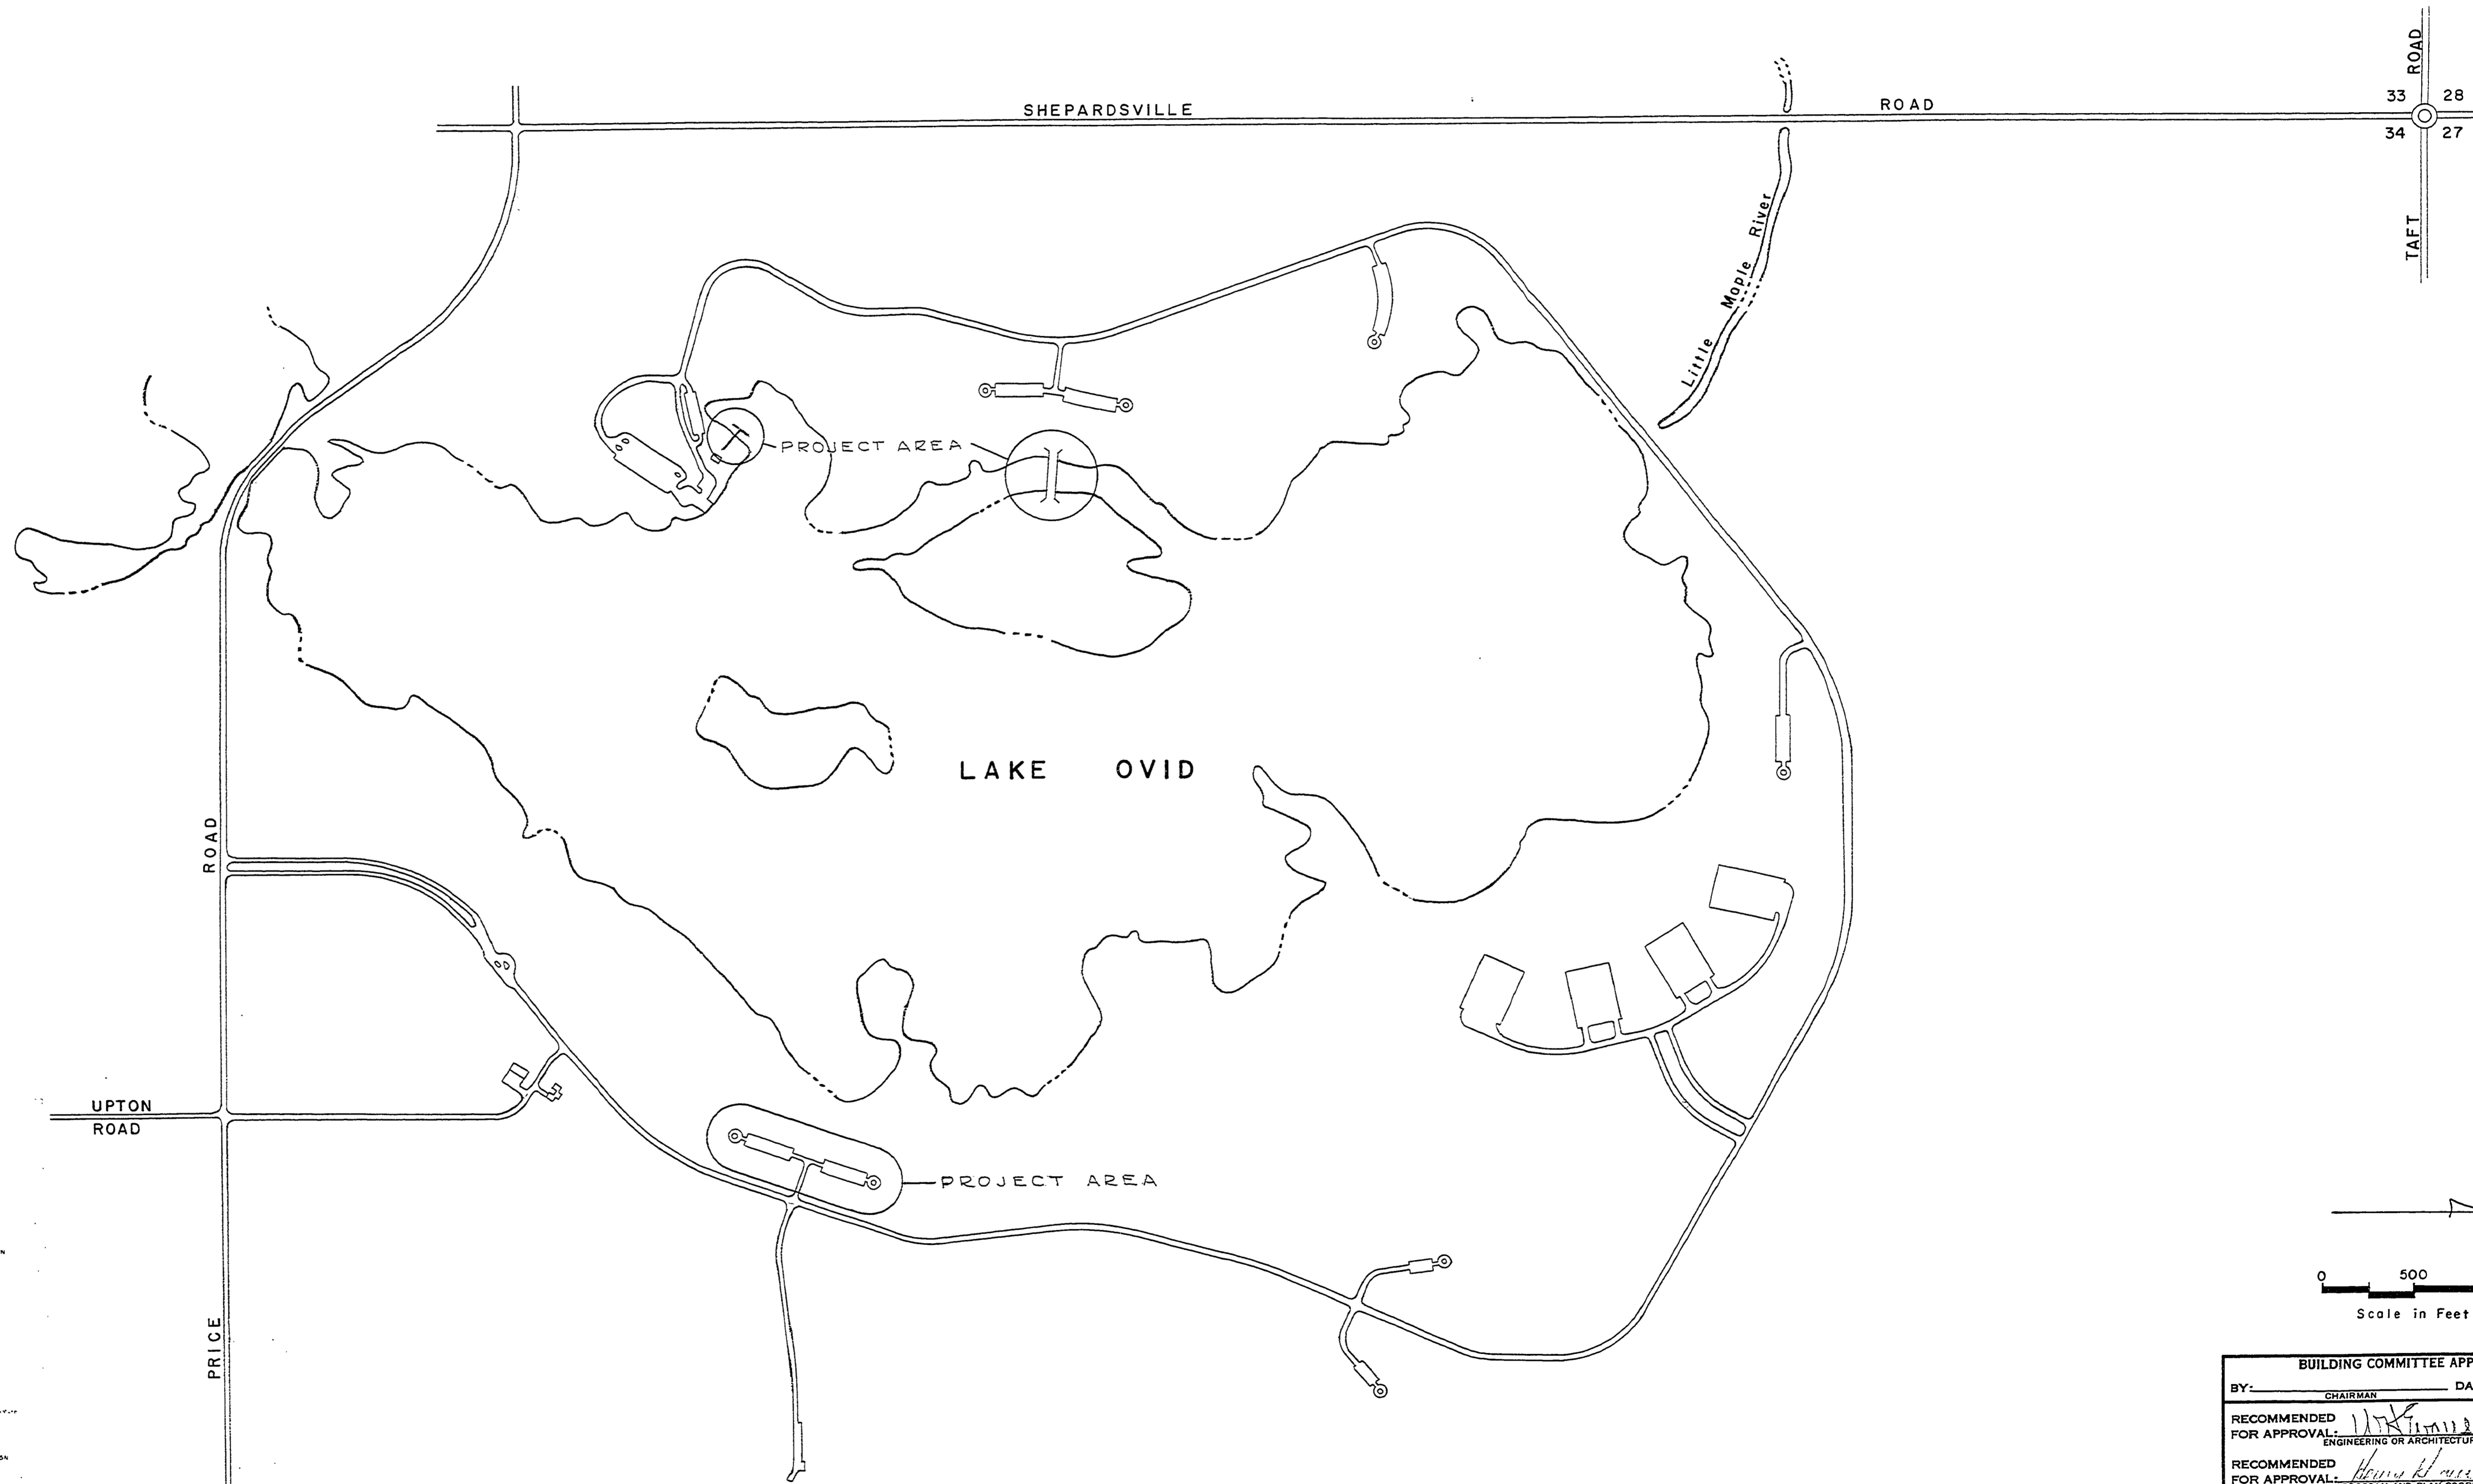 ROAD
33 28
SHEPARDSVILLE ROAD
34 27
TAFT
Little Maple River
PROJECT AREA
LAKE OVID
ROAD
UPTON
ROAD
PROJECT AREA
PRICE
0 500
Scale in Feet
BUILDING COMMITTEE APP
BY: DA
CHAIRMAN
RECOMMENDED
FOR APPROVAL:
ENGINEERING OR ARCHITECTUR
RECOMMENDED
FOR APPROVAL: